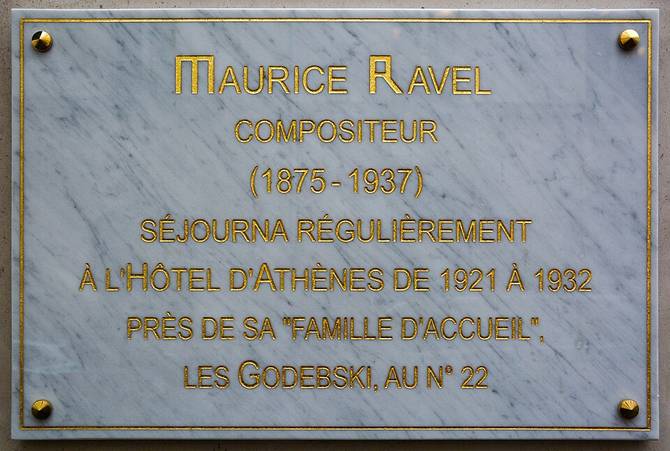 MAURICE RAVEL
COMPOSITEUR
(1875 - 1937)
SÉJOURNA RÉGULIÈREMENT
À L'HÔTEL D'ATHÈNES DE 1921 À 1932
PRÈS DE SA "FAMILLE D'ACCUEIL",
LES GODEBSKI, AU N° 22